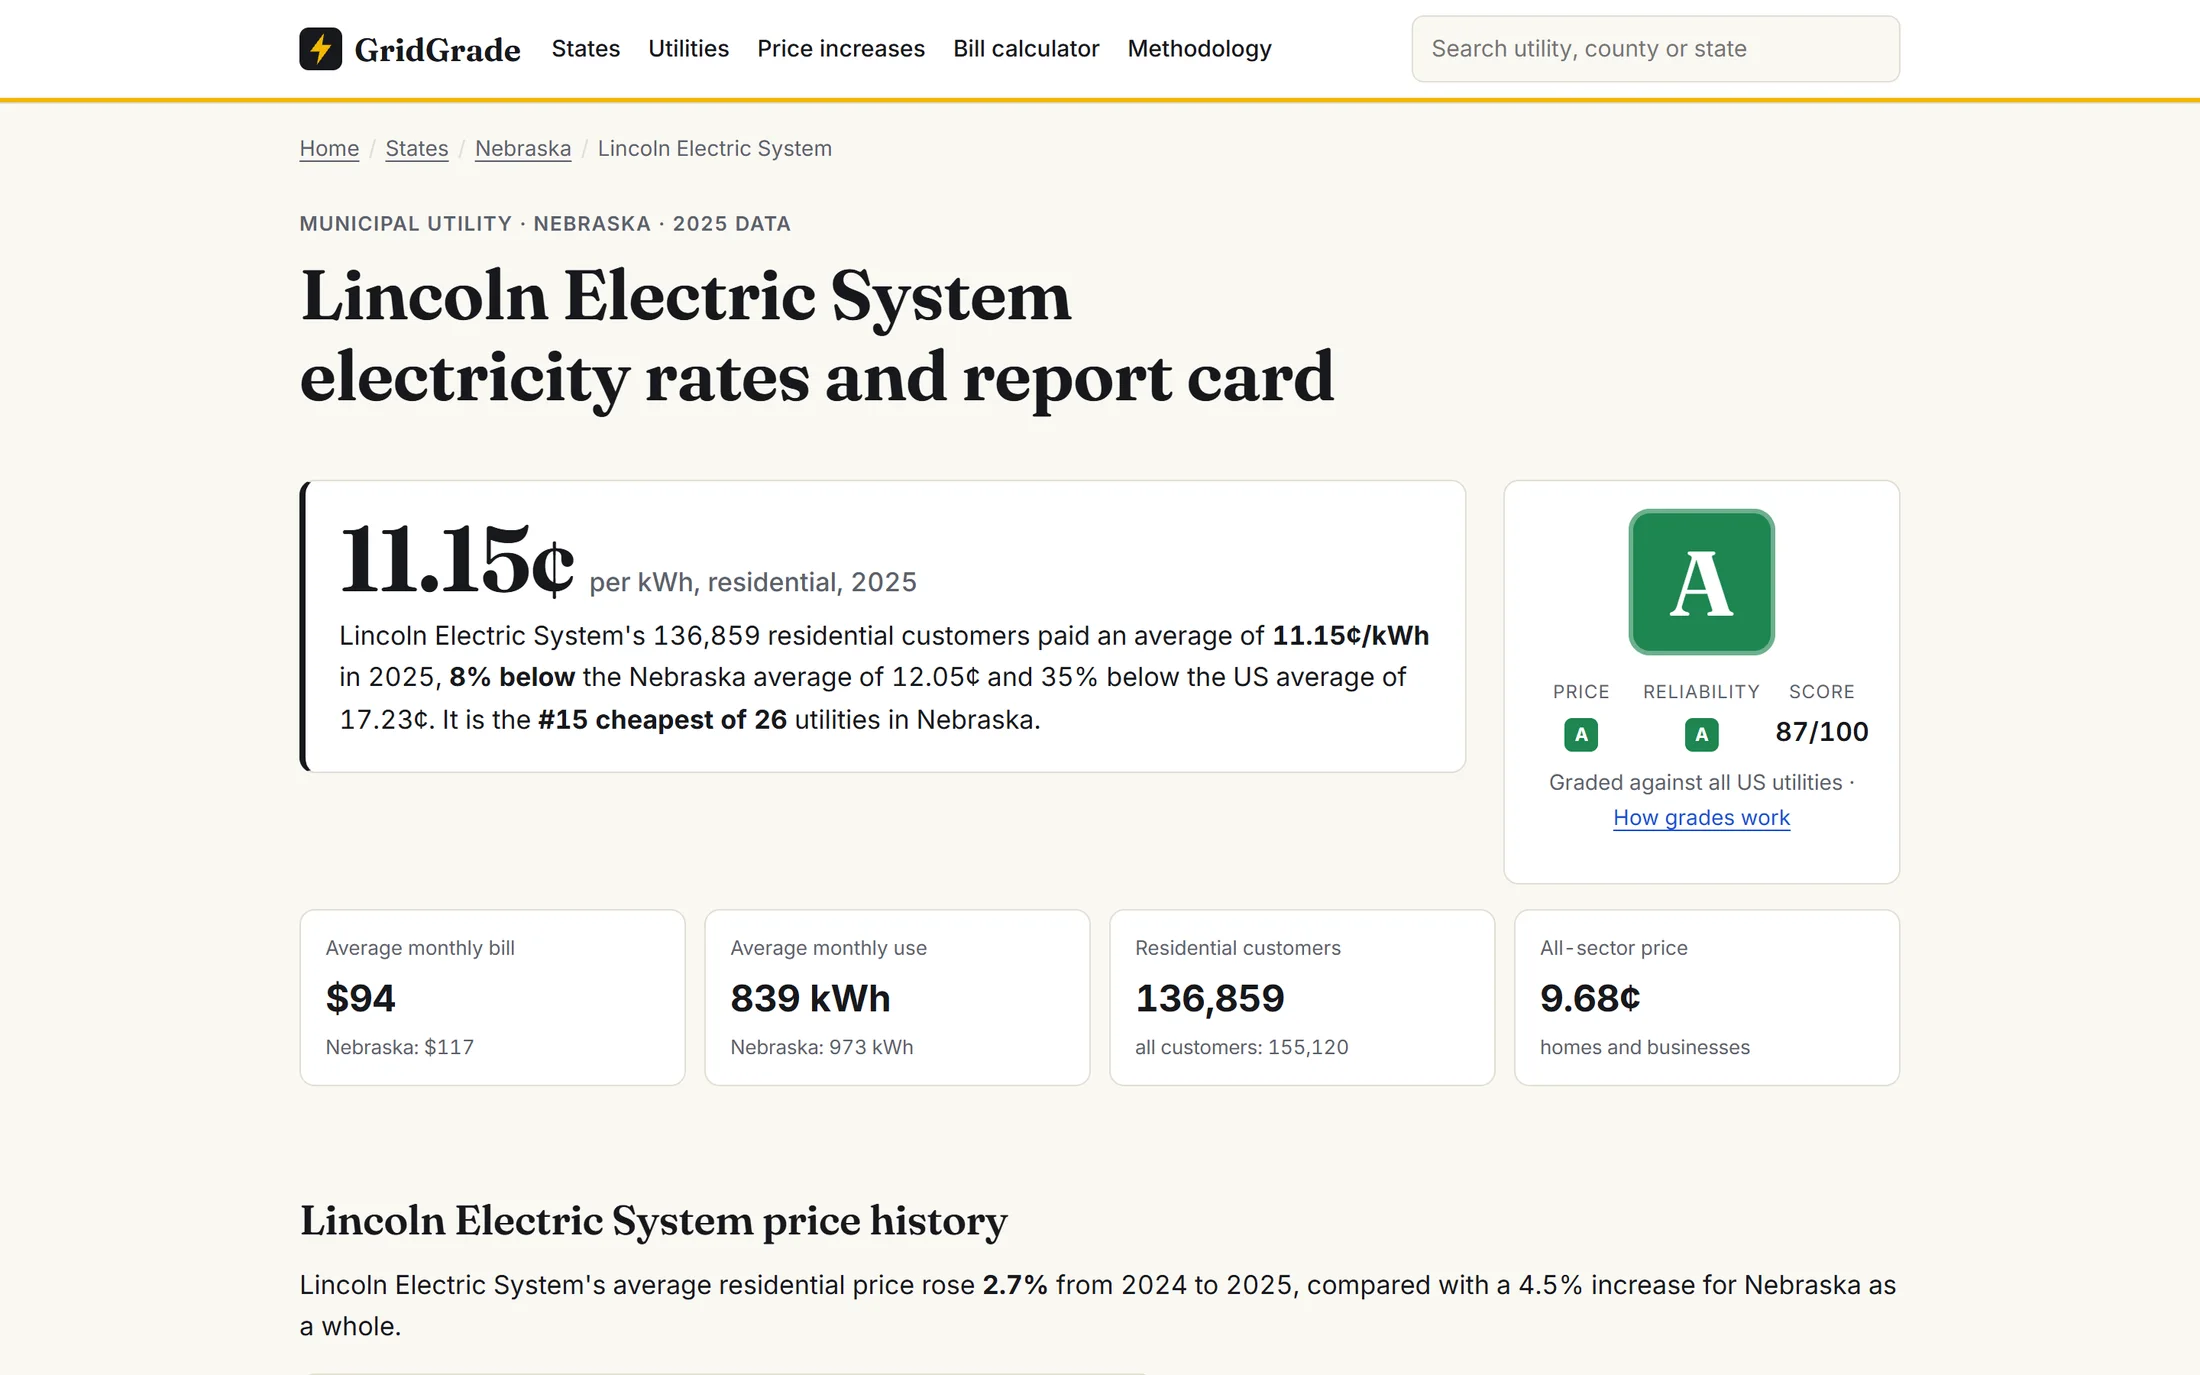 GridGrade States Utilities Price increases Bill calculator Methodology Search utility, county or state
Home / States / Nebraska / Lincoln Electric System
MUNICIPAL UTILITY · NEBRASKA · 2025 DATA
Lincoln Electric System
electricity rates and report card
11.15¢ per kWh, residential, 2025
Lincoln Electric System's 136,859 residential customers paid an average of 11.15¢/kWh
in 2025, 8% below the Nebraska average of 12.05¢ and 35% below the US average of
17.23¢. It is the #15 cheapest of 26 utilities in Nebraska.
A
PRICE RELIABILITY SCORE
A A 87/100
Graded against all US utilities ·
How grades work
Average monthly bill
$94
Nebraska: $117
Average monthly use
839 kWh
Nebraska: 973 kWh
Residential customers
136,859
all customers: 155,120
All-sector price
9.68¢
homes and businesses
Lincoln Electric System price history
Lincoln Electric System's average residential price rose 2.7% from 2024 to 2025, compared with a 4.5% increase for Nebraska as
a whole.